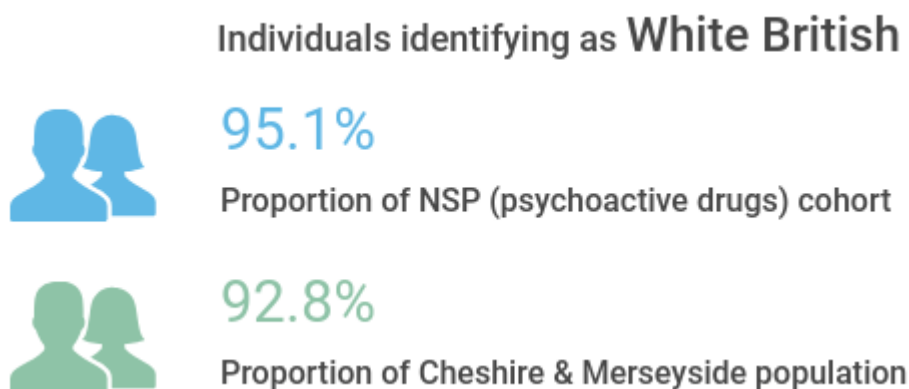 Individuals identifying as White British
95.1%
Proportion of NSP (psychoactive drugs) cohort
92.8%
Proportion of Cheshire & Merseyside population